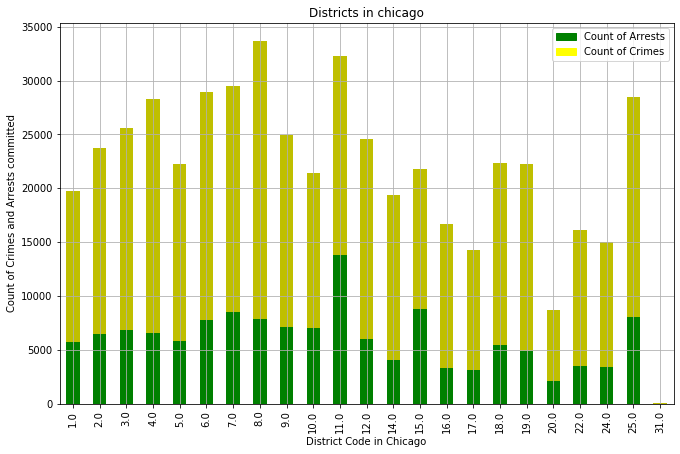 Districts in chicago
Count of Arrests
Count of Crimes
Count of Crimes and Arrests committed
35000
30000
25000
20000
15000
10000
5000
0
1.0 2.0 3.0 4.0 5.0 6.0 7.0 8.0 9.0 10.0 11.0 12.0 14.0 15.0 16.0 17.0 18.0 19.0 20.0 22.0 24.0 25.0 31.0
District Code in Chicago